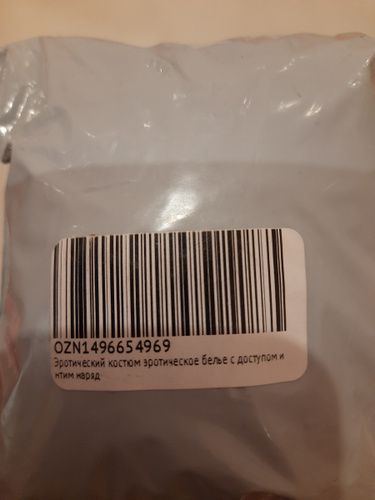 OZN1496654969
Эротический костюм эротическое белье с доступом и
нтим наряд